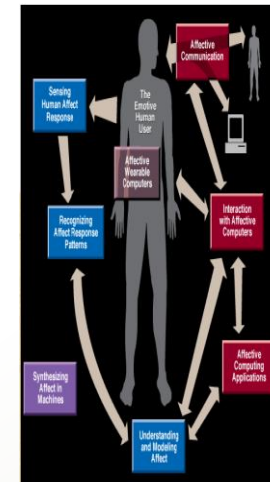 Affective
Communication
Sensing
Human Affect
Response
The
Emotive
Human
User
Affective
Wearable
Computers
Recognizing
Affect Response
Patterns
Interaction
with Affective
Computers
Affective
Computing
Applications
Synthesizing
Affect in
Machines
Understanding
and Modeling
Affect